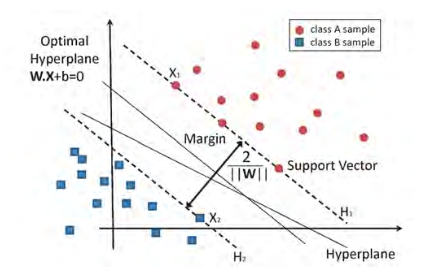 Optimal
Hyperplane
W.X+b=0
class A sample
class B sample
X₁
Margin
2
||W||
Support Vector
X₂
H₁
H₂
Hyperplane